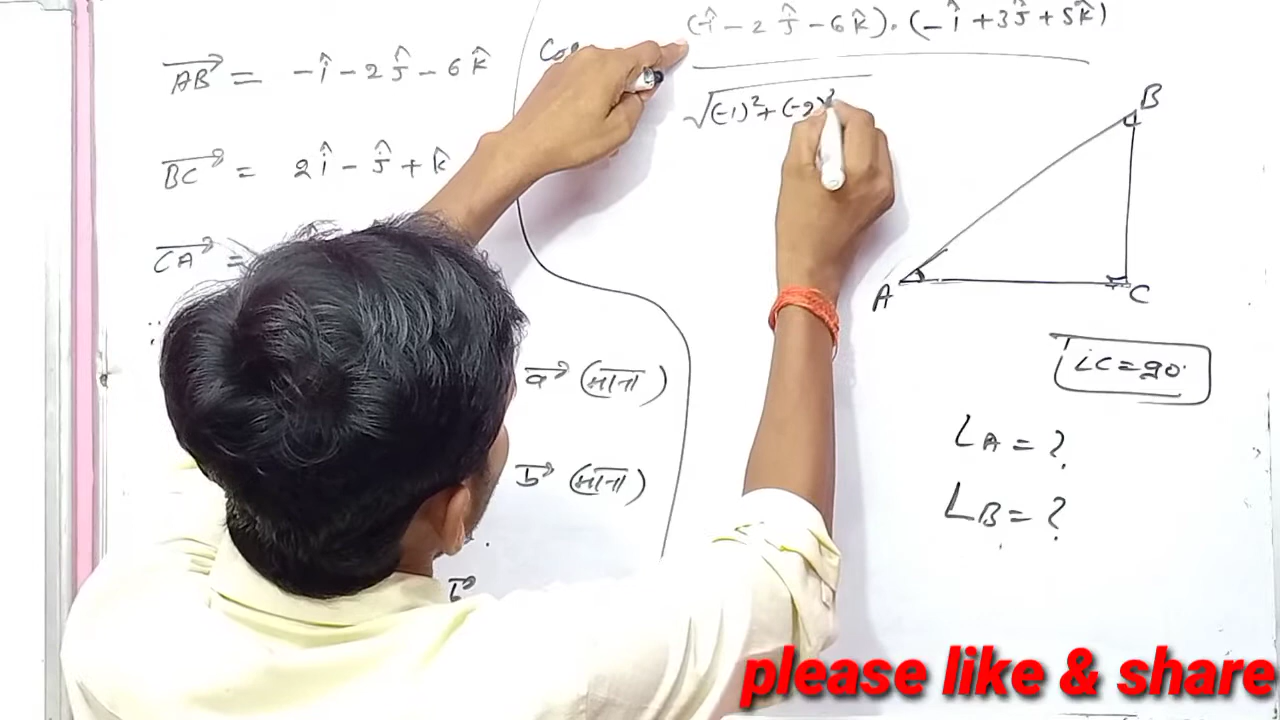 AB→ = -î - 2ĵ - 6k̂
BC→ = 2î - ĵ + k̂
CA→ =
a→ (माना)
b→ (माना)
b→
(-î - 2ĵ - 6k̂) · (-î + 3ĵ + 5k̂)
√(-1)² + (-2)²
B
A
C
∠C = 90°
∠A = ?
∠B = ?
please like & share